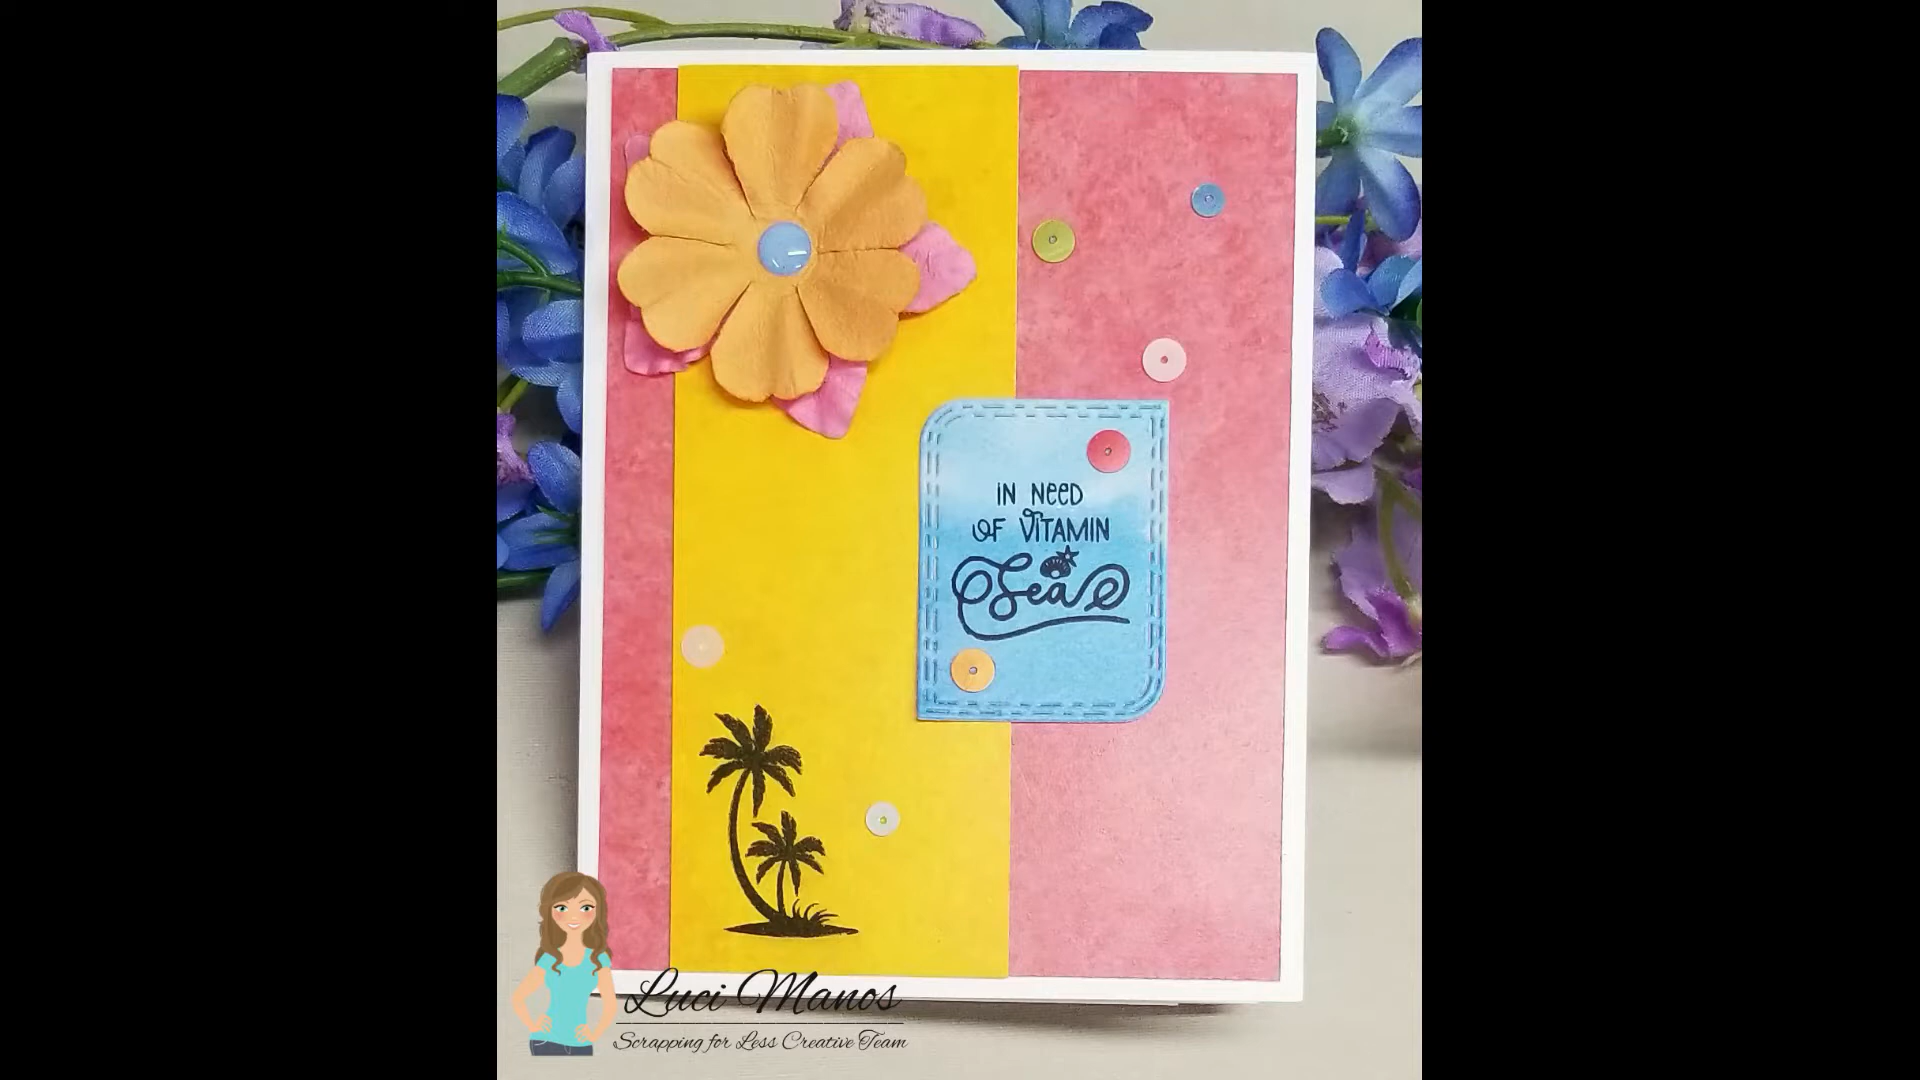 iN NeeD
OF ViTAMIN
Sea
Luci Manos
Scrapping for Less Creative Team